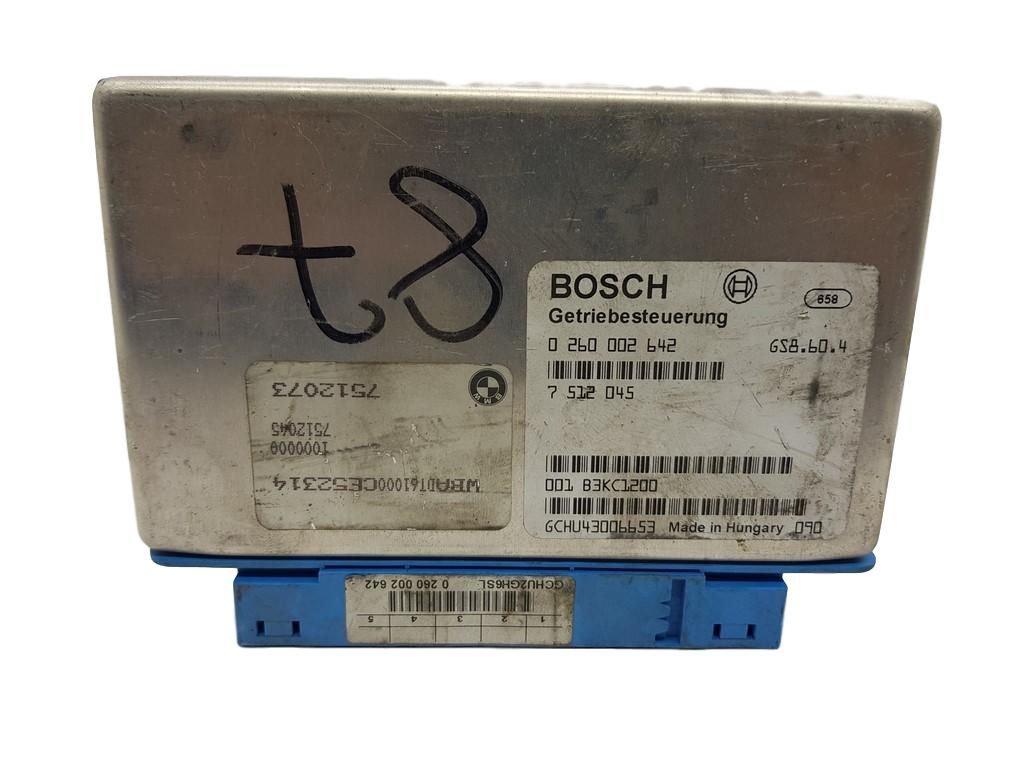 t8
BOSCH
658
Getriebesteuerung
0 260 002 642 GS8.60.4
7 512 045
001 B3KC1200
GCHU43006653 Made in Hungary 090
BMW
7512073
7512045
1000000
WBADT61000CE52314
1 2 3 4 5
GCHU2GH6SL 0 260 002 642